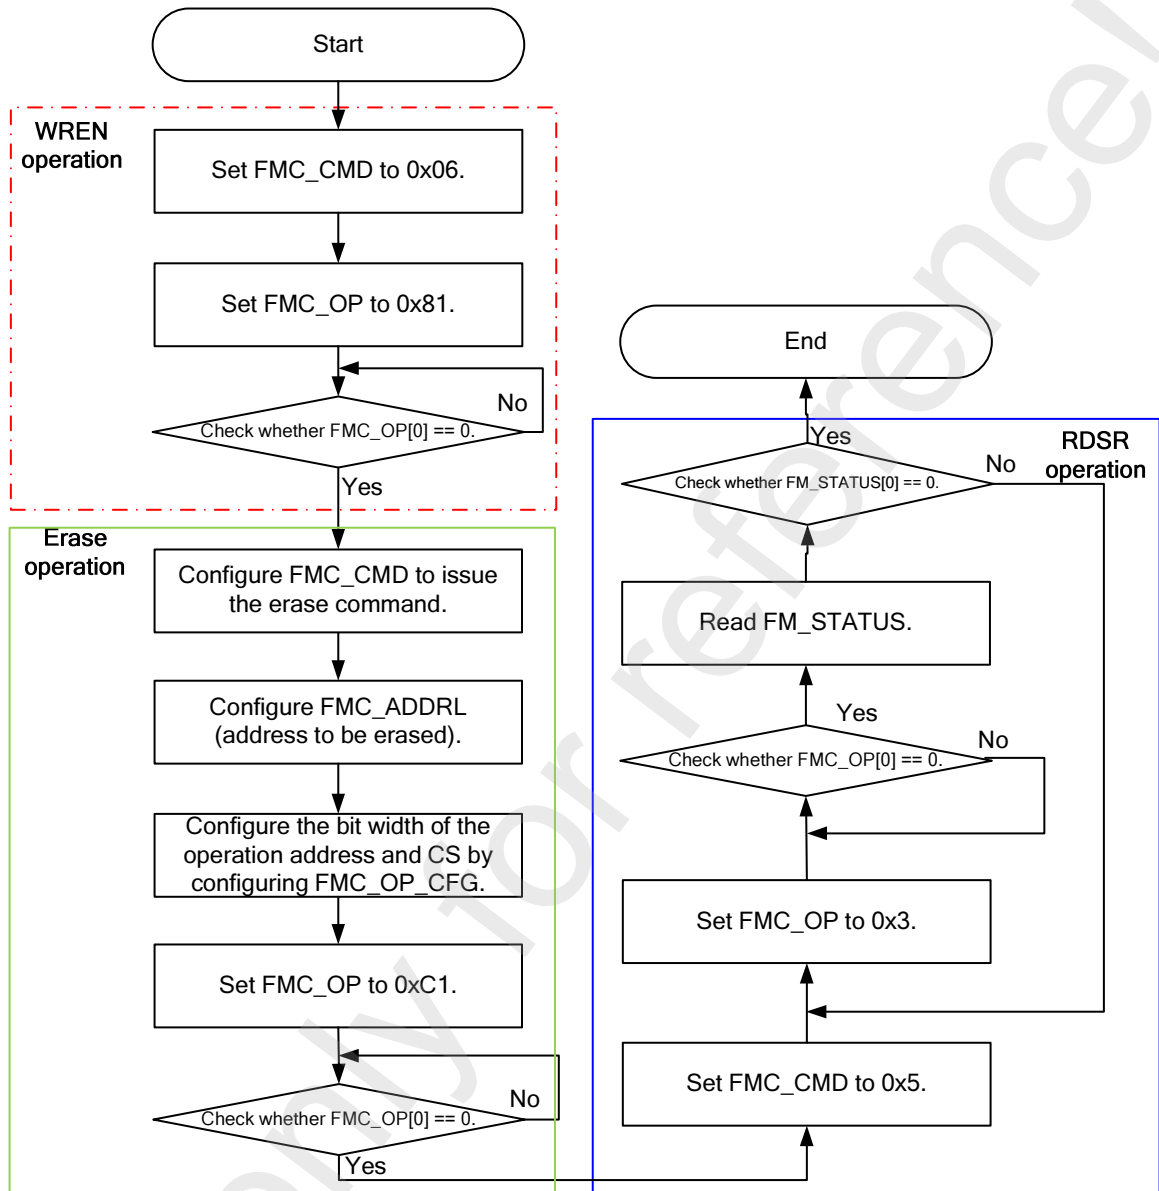 Start
WREN
operation
Set FMC_CMD to 0x06.
Set FMC_OP to 0x81.
No
Check whether FMC_OP[0] == 0.
Yes
Erase
operation
Configure FMC_CMD to issue
the erase command.
Configure FMC_ADDRL
(address to be erased).
Configure the bit width of the
operation address and CS by
configuring FMC_OP_CFG.
Set FMC_OP to 0xC1.
No
Check whether FMC_OP[0] == 0.
Yes
End
Yes
RDSR
operation
No
Check whether FM_STATUS[0] == 0.
Read FM_STATUS.
Yes
No
Check whether FMC_OP[0] == 0.
Set FMC_OP to 0x3.
Set FMC_CMD to 0x5.
only for reference!